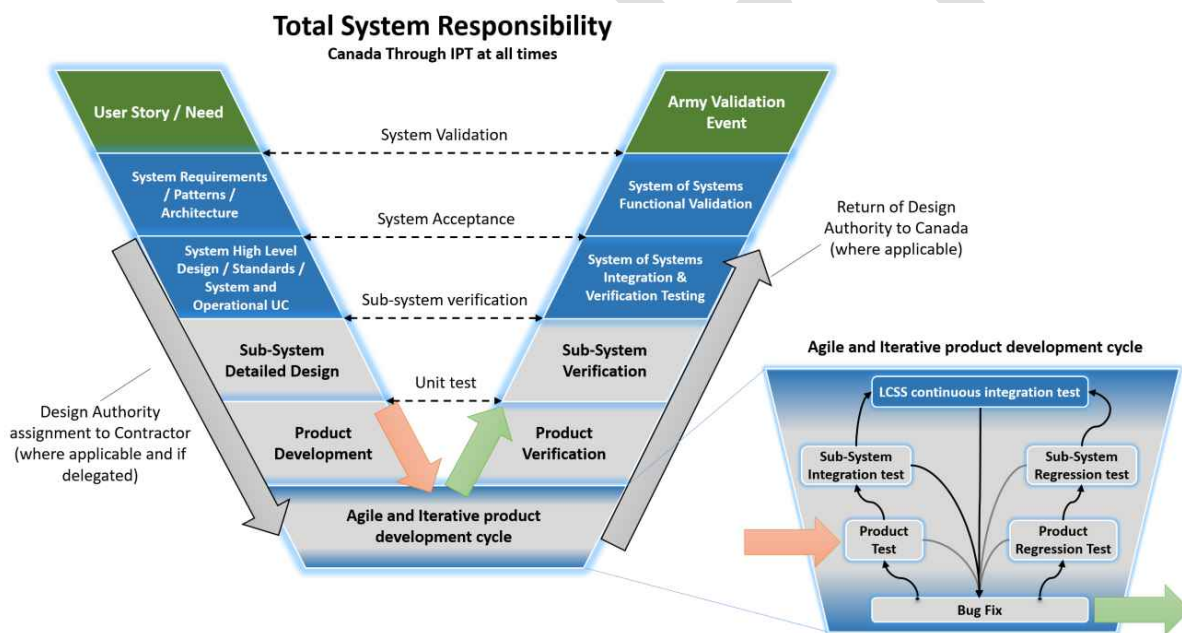 Total System Responsibility
Canada Through IPT at all times
User Story / Need
Army Validation
Event
System Validation
System Requirements
/ Patterns /
Architecture
System of Systems
Functional Validation
System Acceptance
Return of Design
Authority to Canada
(where applicable)
System High Level
Design / Standards /
System and
Operational UC
System of Systems
Integration &
Verification Testing
Sub-system verification
Sub-System
Detailed Design
Sub-System
Verification
Unit test
Design Authority
assignment to Contractor
(where applicable and if
delegated)
Product
Development
Product
Verification
Agile and Iterative product
development cycle
Agile and Iterative product development cycle
LCSS continuous integration test
Sub-System
Integration test
Sub-System
Regression test
Product
Test
Product
Regression Test
Bug Fix